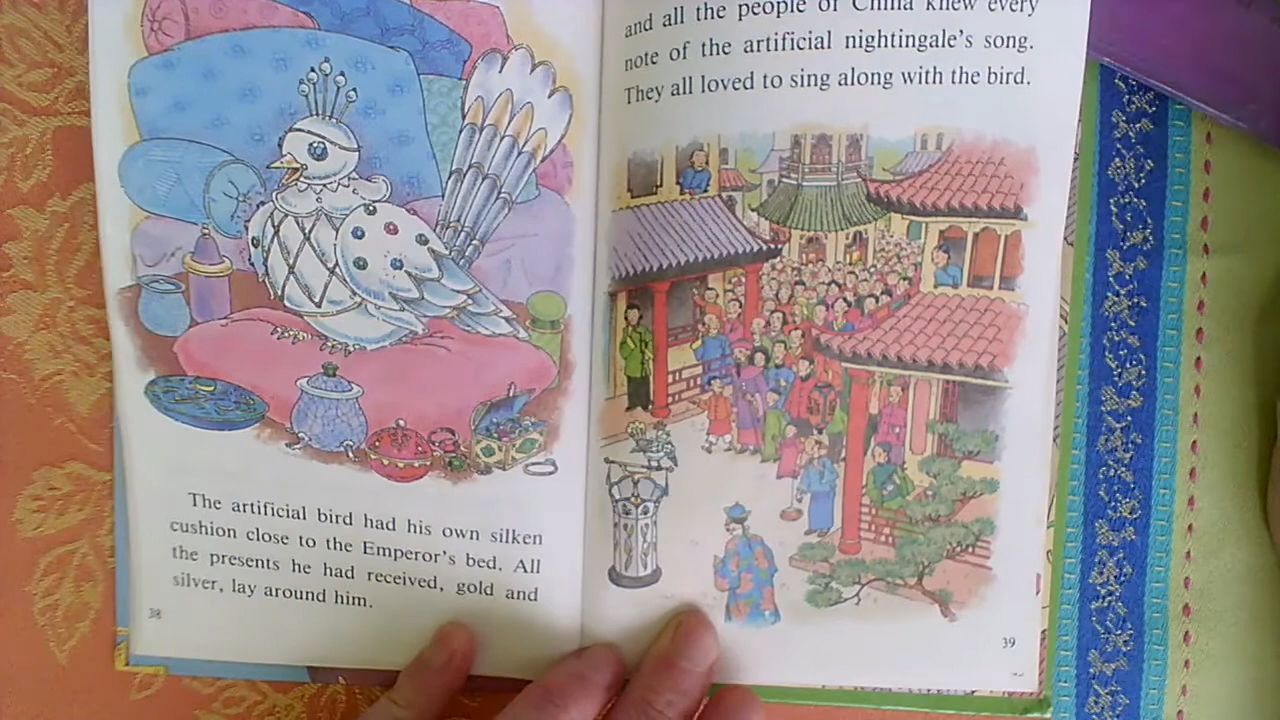 The artificial bird had his own silken
cushion close to the Emperor's bed. All
the presents he had received, gold and
silver, lay around him.
38
and all the people of China knew every
note of the artificial nightingale's song.
They all loved to sing along with the bird.
39